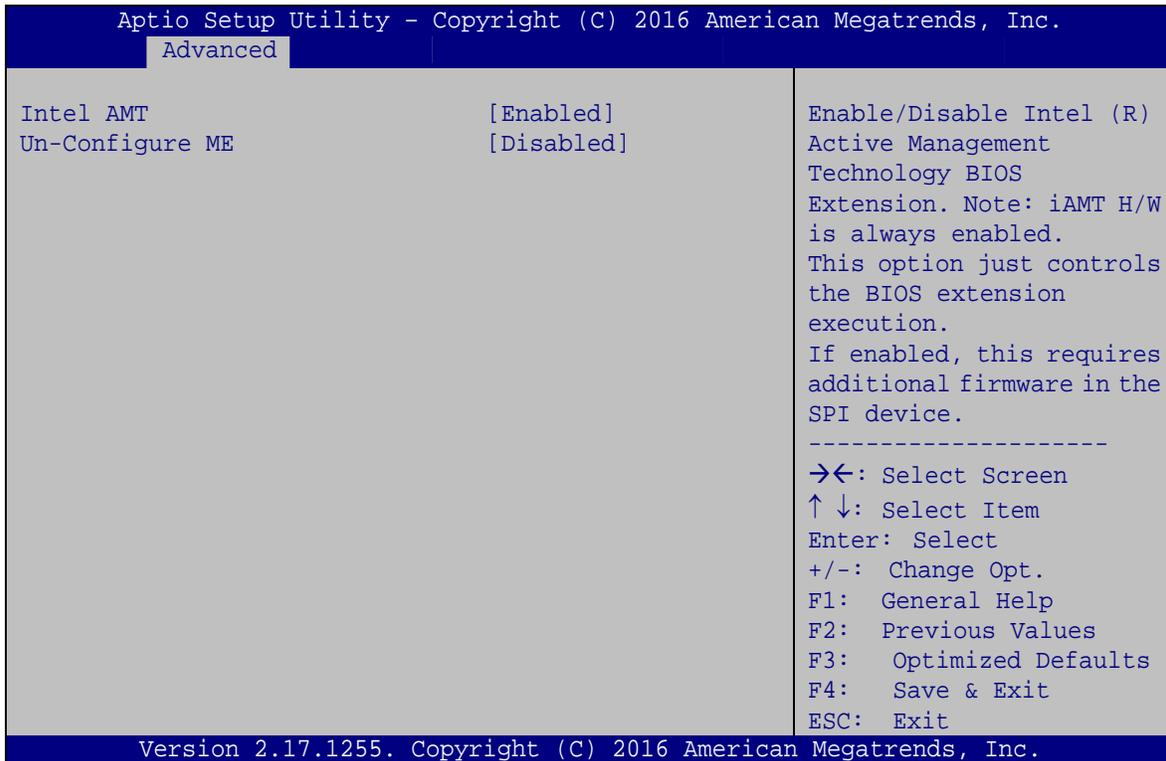 Aptio Setup Utility – Copyright (C) 2016 American Megatrends, Inc.
Advanced
Intel AMT [Enabled]
Un-Configure ME [Disabled]
Enable/Disable Intel (R)
Active Management
Technology BIOS
Extension. Note: iAMT H/W
is always enabled.
This option just controls
the BIOS extension
execution.
If enabled, this requires
additional firmware in the
SPI device.
---------------------
→←: Select Screen
↑ ↓: Select Item
Enter: Select
+/-: Change Opt.
F1: General Help
F2: Previous Values
F3: Optimized Defaults
F4: Save & Exit
ESC: Exit
Version 2.17.1255. Copyright (C) 2016 American Megatrends, Inc.